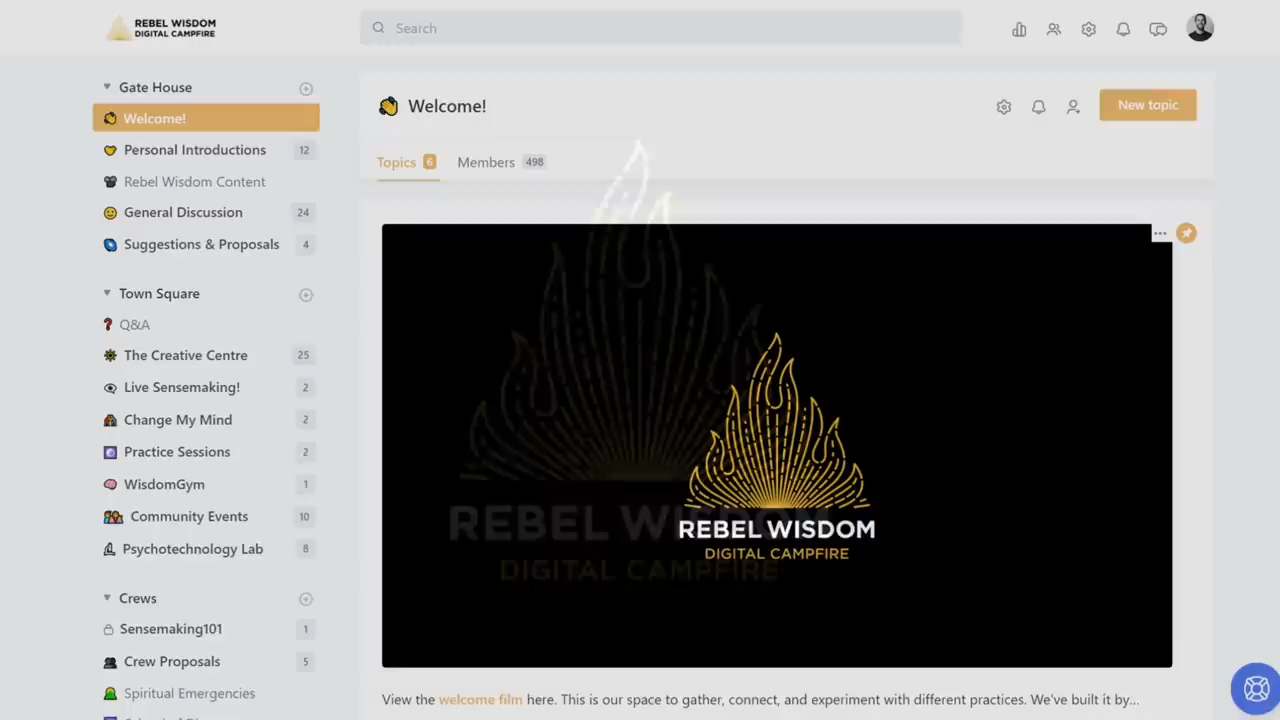 REBEL WISDOM
DIGITAL CAMPFIRE
Search
Gate House
Welcome!
Personal Introductions 12
Rebel Wisdom Content
General Discussion 24
Suggestions & Proposals 4
Town Square
Q&A
The Creative Centre 25
Live Sensemaking! 2
Change My Mind 2
Practice Sessions 2
WisdomGym 1
Community Events 10
Psychotechnology Lab 8
Crews
Sensemaking101 1
Crew Proposals 5
Spiritual Emergencies
Welcome!
New topic
Topics 6 Members 498
REBEL WISDOM
DIGITAL CAMPFIRE
REBEL WISDOM
DIGITAL CAMPFIRE
View the welcome film here. This is our space to gather, connect, and experiment with different practices. We've built it by...